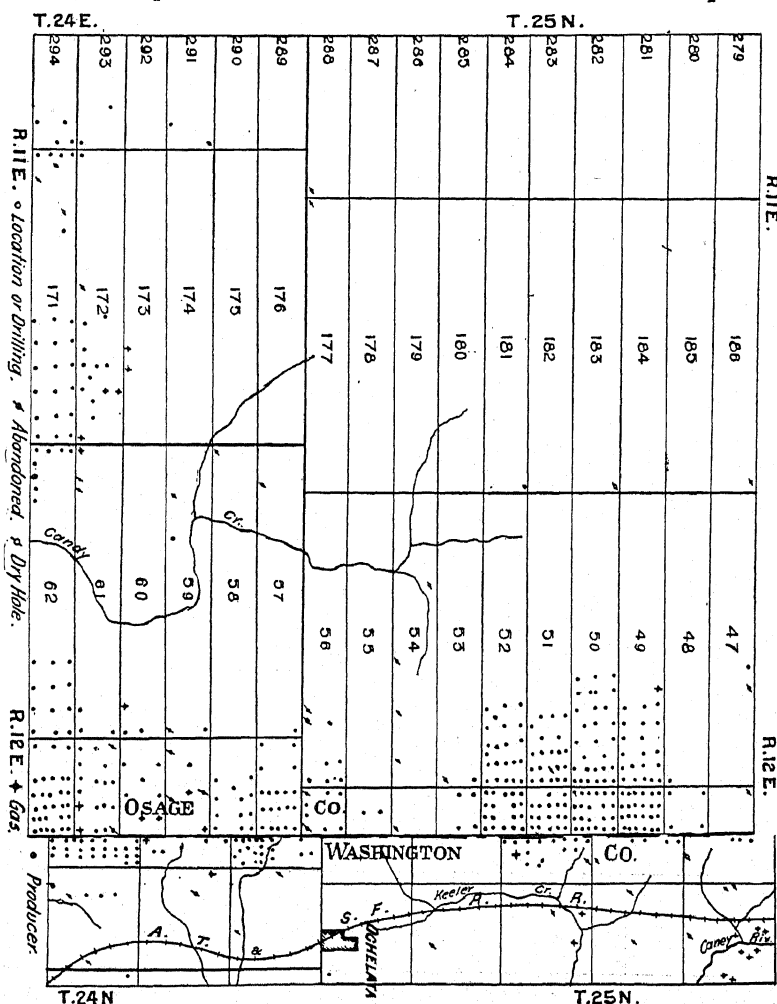 T.24E. T.25N.
294 293 292 291 290 289 288 287 286 285 284 283 282 281 280 279
R.11E.
R.11E.
171 172 173 174 175 176 177 178 179 180 181 182 183 184 185 186
Cr.
Candy
62 61 60 59 58 57 56 55 54 53 52 51 50 49 48 47
R.12E.
OSAGE CO.
WASHINGTON CO.
Keeler Cr.
A. T. & S. F. R. R.
OCHELATA
Caney Riv.
R.11E. Location or Drilling. Abandoned. Dry Hole. R.12E. Gas.
Producer.
T.24N T.25N.